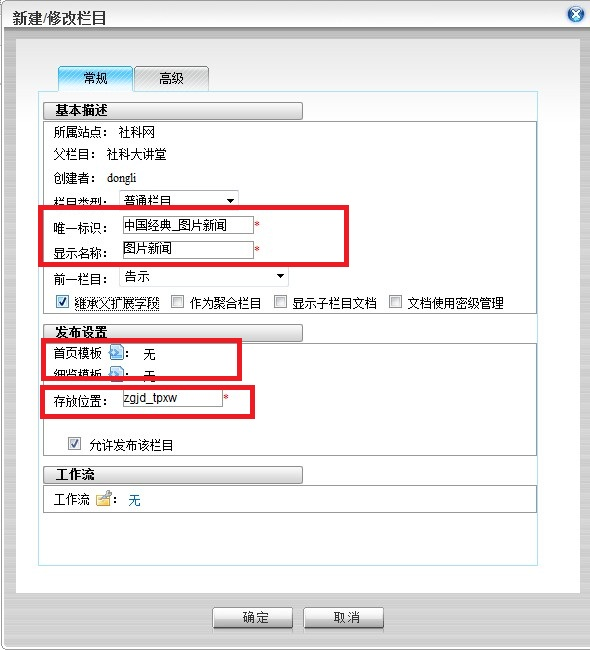 新建/修改栏目
常规 高级
基本描述
所属站点： 社科网
父栏目： 社科大讲堂
创建者： dongli
栏目类型： 普通栏目
唯一标识： 中国经典_图片新闻 *
显示名称： 图片新闻 *
前一栏目： 告示
继承父扩展字段 作为聚合栏目 显示子栏目文档 文档使用密级管理
发布设置
首页模板 ： 无
细览模板 ： 无
存放位置： zgjd_tpxw *
允许发布该栏目
工作流
工作流 ： 无
确定 取消